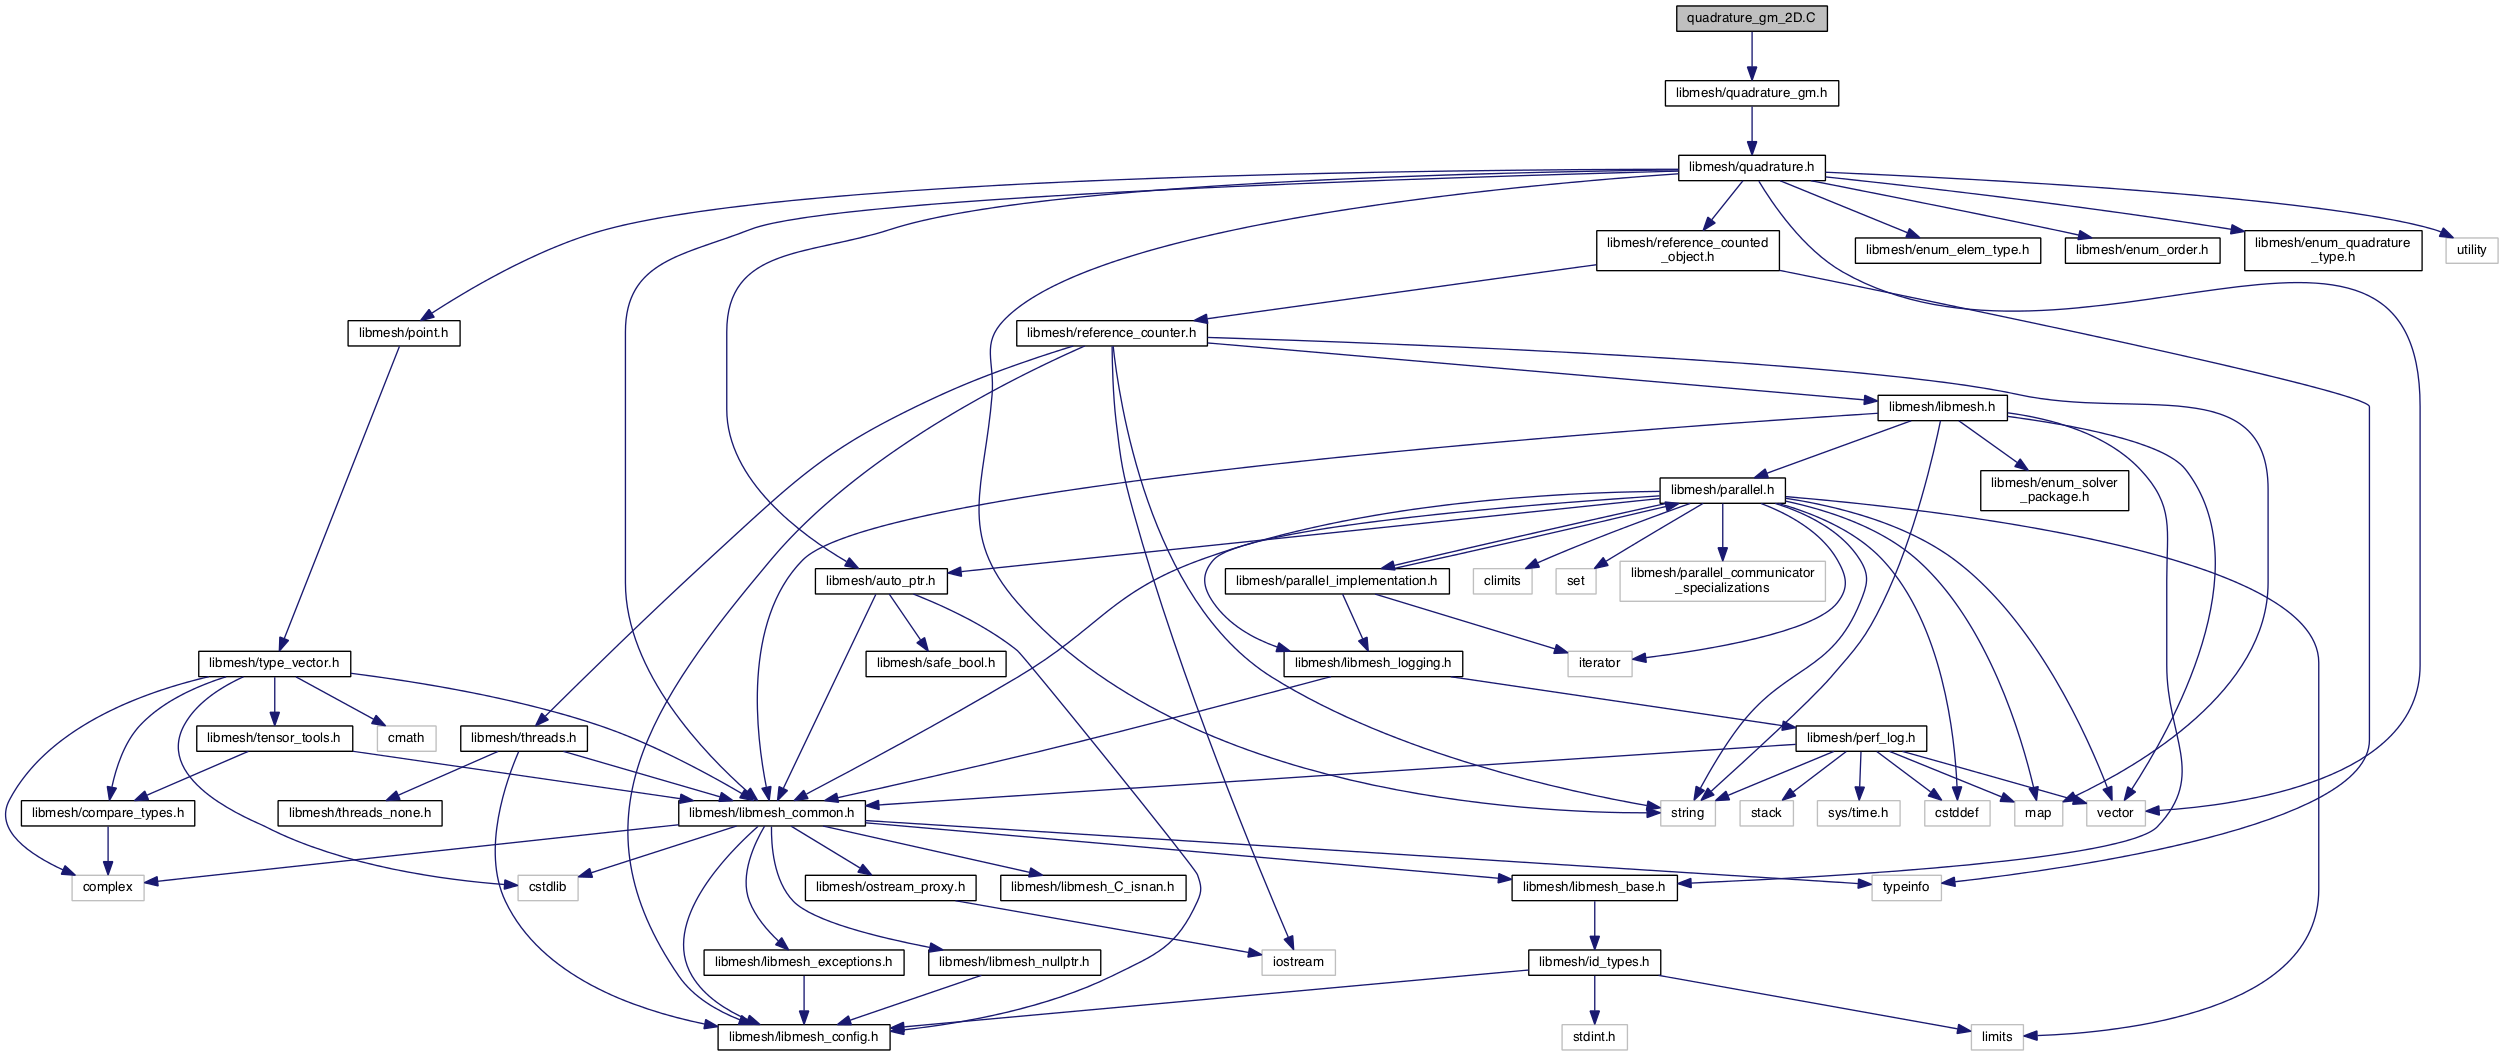 quadrature_gm_2D.C
libmesh/quadrature_gm.h
libmesh/quadrature.h
libmesh/reference_counted
_object.h
libmesh/enum_elem_type.h
libmesh/enum_order.h
libmesh/enum_quadrature
_type.h
utility
libmesh/point.h
libmesh/reference_counter.h
libmesh/libmesh.h
libmesh/parallel.h
libmesh/enum_solver
_package.h
libmesh/auto_ptr.h
libmesh/parallel_implementation.h
climits
set
libmesh/parallel_communicator
_specializations
libmesh/type_vector.h
libmesh/safe_bool.h
libmesh/libmesh_logging.h
iterator
libmesh/tensor_tools.h
cmath
libmesh/threads.h
libmesh/perf_log.h
libmesh/compare_types.h
libmesh/threads_none.h
libmesh/libmesh_common.h
string
stack
sys/time.h
cstddef
map
vector
complex
cstdlib
libmesh/ostream_proxy.h
libmesh/libmesh_C_isnan.h
libmesh/libmesh_base.h
typeinfo
libmesh/libmesh_exceptions.h
libmesh/libmesh_nullptr.h
iostream
libmesh/id_types.h
libmesh/libmesh_config.h
stdint.h
limits